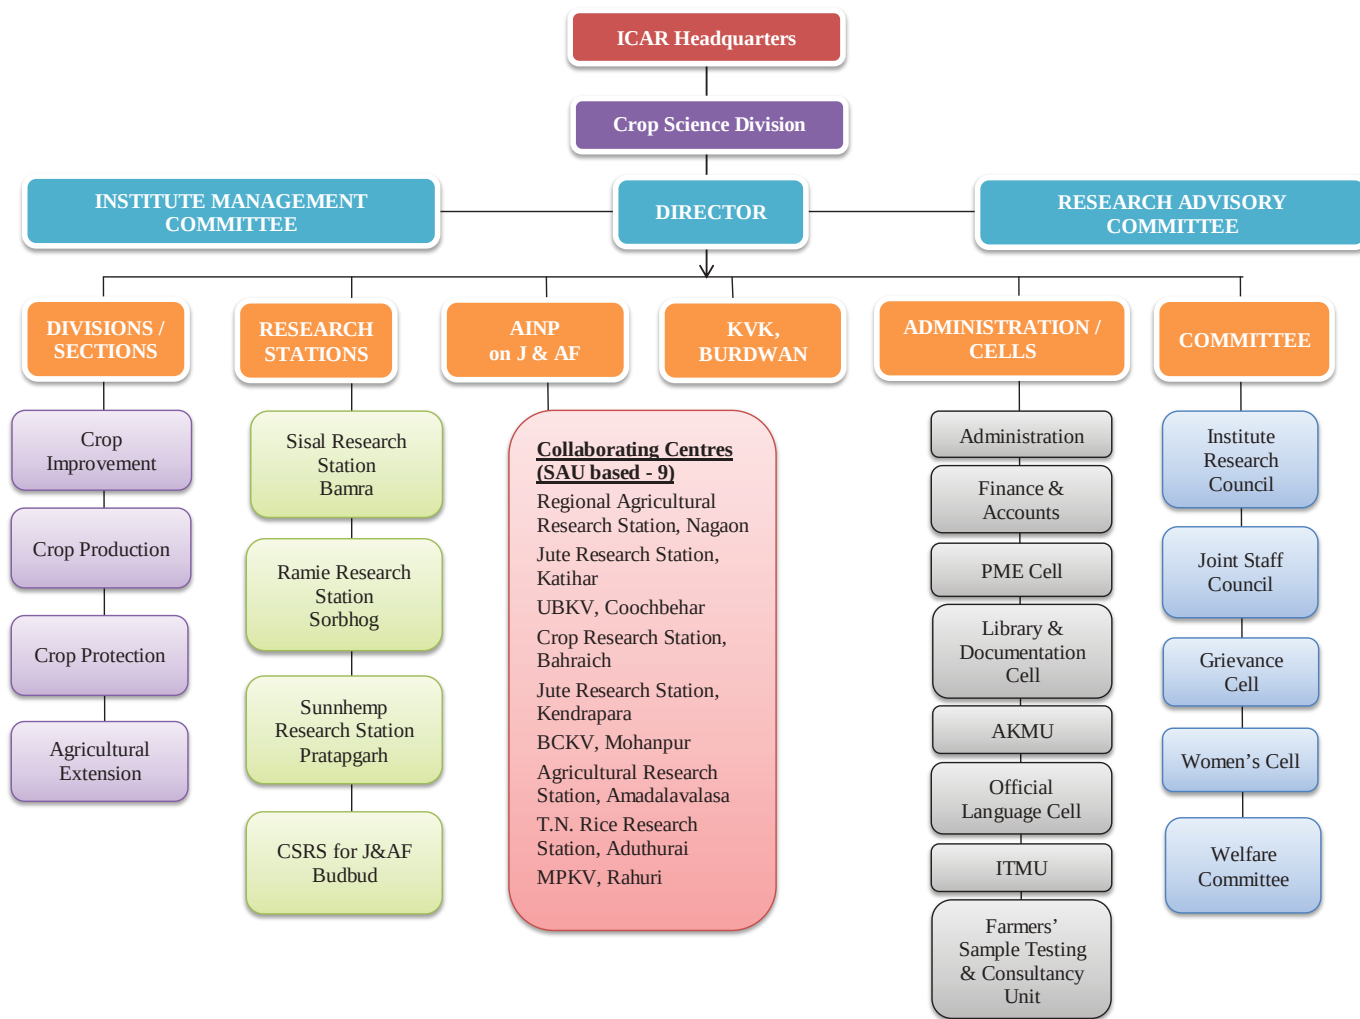 ICAR Headquarters
Crop Science Division
INSTITUTE MANAGEMENT
COMMITTEE
DIRECTOR
RESEARCH ADVISORY
COMMITTEE
DIVISIONS /
SECTIONS
RESEARCH
STATIONS
AINP
on J & AF
KVK,
BURDWAN
ADMINISTRATION /
CELLS
COMMITTEE
Crop
Improvement
Crop Production
Crop Protection
Agricultural
Extension
Sisal Research
Station
Bamra
Ramie Research
Station
Sorbhog
Sunnhemp
Research Station
Pratapgarh
CSRS for J&AF
Budbud
Collaborating Centres
(SAU based - 9)
Regional Agricultural
Research Station, Nagaon
Jute Research Station,
Katihar
UBKV, Coochbehar
Crop Research Station,
Bahraich
Jute Research Station,
Kendrapara
BCKV, Mohanpur
Agricultural Research
Station, Amadalavalasa
T.N. Rice Research
Station, Aduthurai
MPKV, Rahuri
Administration
Finance &
Accounts
PME Cell
Library &
Documentation
Cell
AKMU
Official
Language Cell
ITMU
Farmers’
Sample Testing
& Consultancy
Unit
Institute
Research
Council
Joint Staff
Council
Grievance
Cell
Women’s Cell
Welfare
Committee